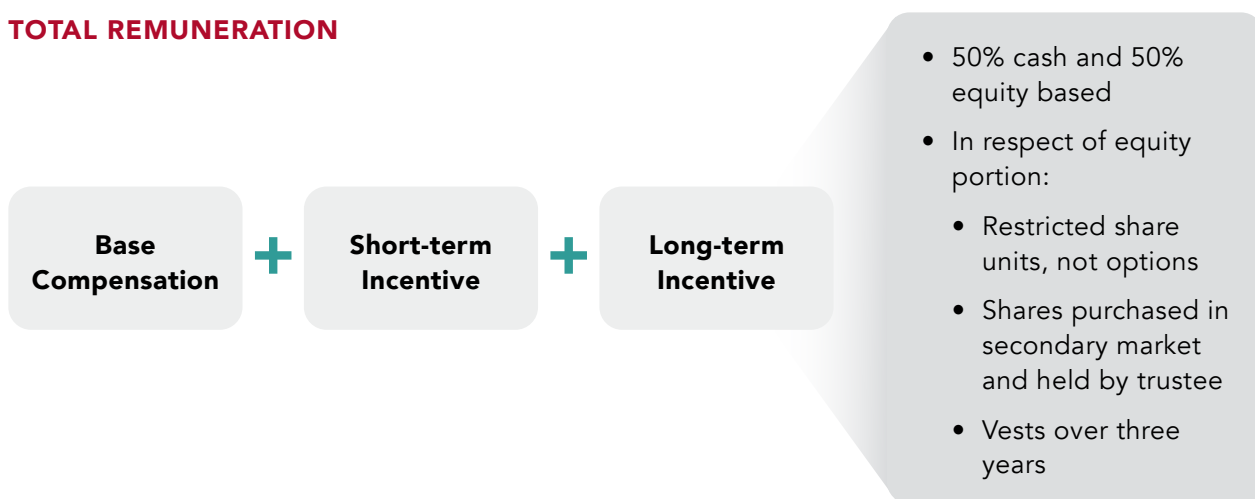 TOTAL REMUNERATION
Base
Compensation
+
Short-term
Incentive
+
Long-term
Incentive
• 50% cash and 50%
equity based
• In respect of equity
portion:
• Restricted share
units, not options
• Shares purchased in
secondary market
and held by trustee
• Vests over three
years